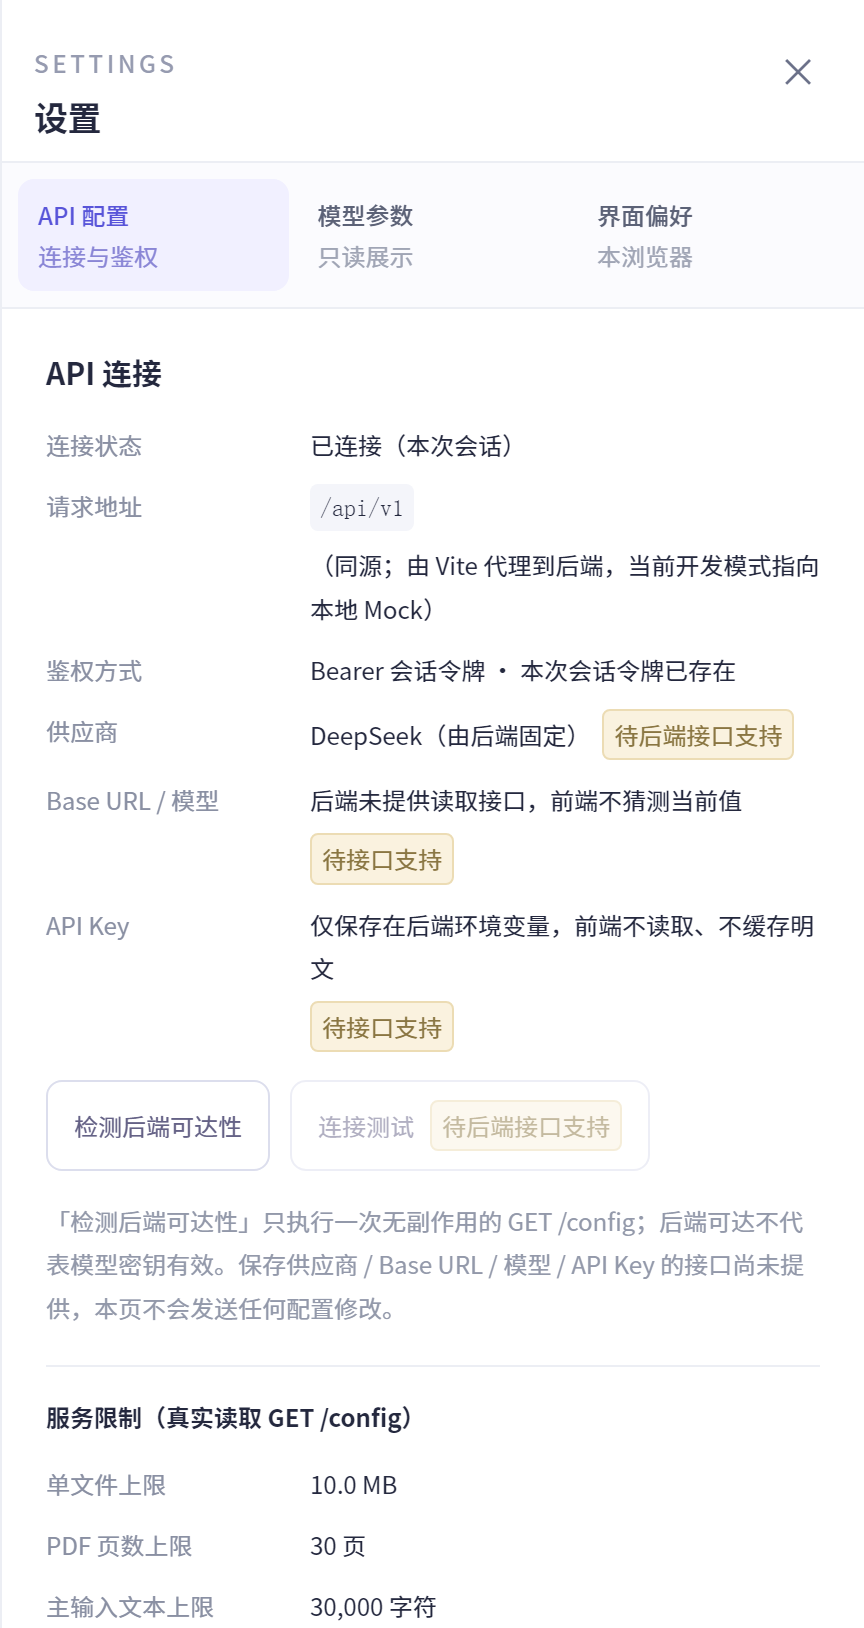 SETTINGS
设置
API 配置
连接与鉴权
模型参数
只读展示
界面偏好
本浏览器
API 连接
连接状态
已连接（本次会话）
请求地址
/api/v1
（同源；由 Vite 代理到后端，当前开发模式指向
本地 Mock）
鉴权方式
Bearer 会话令牌 · 本次会话令牌已存在
供应商
DeepSeek（由后端固定） 待后端接口支持
Base URL / 模型
后端未提供读取接口，前端不猜测当前值
待接口支持
API Key
仅保存在后端环境变量，前端不读取、不缓存明
文
待接口支持
检测后端可达性
连接测试 待后端接口支持
「检测后端可达性」只执行一次无副作用的 GET /config；后端可达不代
表模型密钥有效。保存供应商 / Base URL / 模型 / API Key 的接口尚未提
供，本页不会发送任何配置修改。
服务限制（真实读取 GET /config）
单文件上限
10.0 MB
PDF 页数上限
30 页
主输入文本上限
30,000 字符